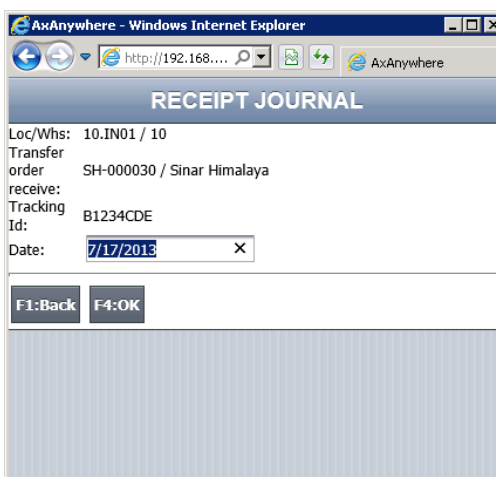 AxAnywhere - Windows Internet Explorer
http://192.168....
AxAnywhere
RECEIPT JOURNAL
Loc/Whs: 10.IN01 / 10
Transfer
order
receive: SH-000030 / Sinar Himalaya
Tracking
Id: B1234CDE
Date: 7/17/2013
F1:Back F4:OK